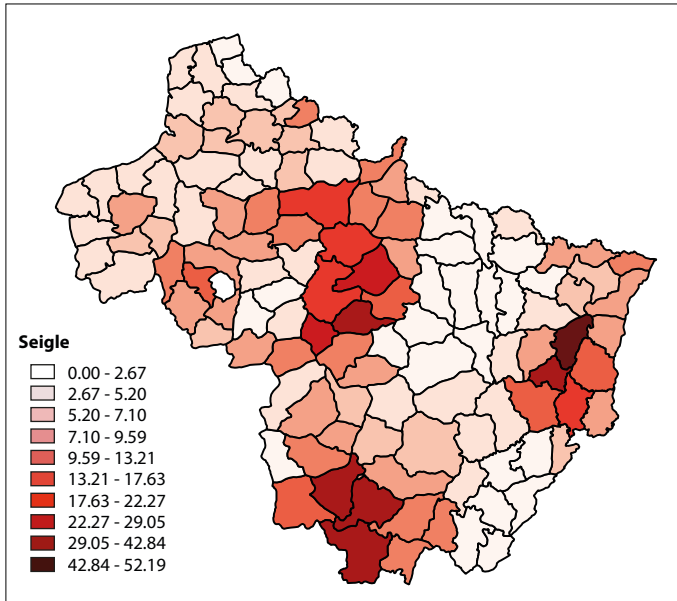 Seigle
0.00 - 2.67
2.67 - 5.20
5.20 - 7.10
7.10 - 9.59
9.59 - 13.21
13.21 - 17.63
17.63 - 22.27
22.27 - 29.05
29.05 - 42.84
42.84 - 52.19